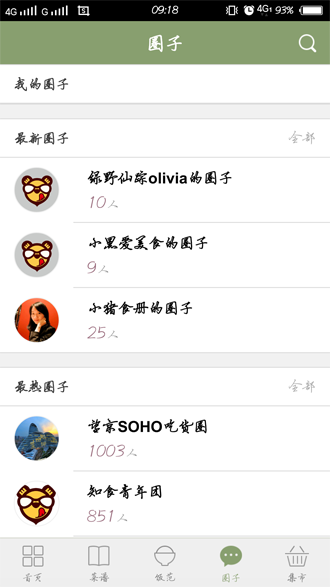 4G G 09:18 4G 93%
圈子
我的圈子
最新圈子 全部
绿野仙踪olivia的圈子
10人
小黑爱美食的圈子
9人
小猪食册的圈子
25人
最热圈子 全部
望京SOHO吃货圈
1003人
知食青年团
851人
首页 菜谱 饭范 圈子 集市